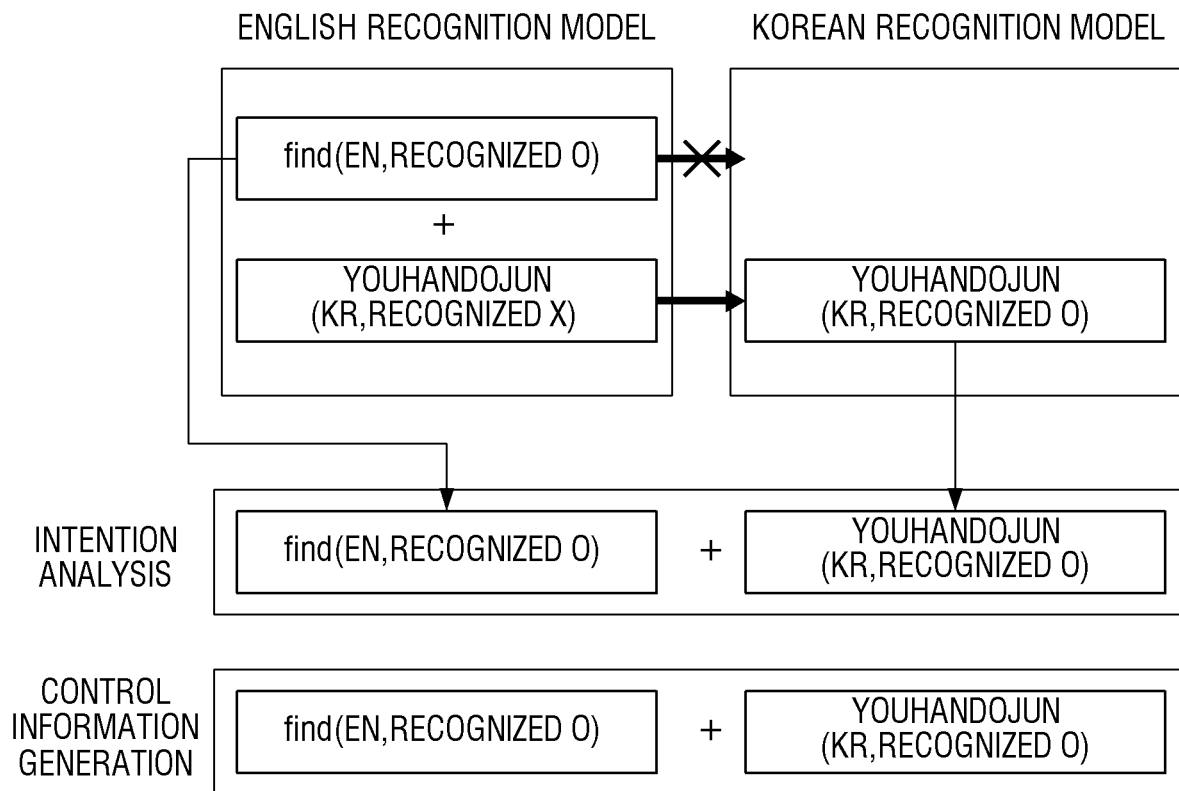 ENGLISH RECOGNITION MODEL
KOREAN RECOGNITION MODEL
find(EN,RECOGNIZED O)
+
YOUHANDOJUN
(KR,RECOGNIZED X)
YOUHANDOJUN
(KR,RECOGNIZED O)
INTENTION
ANALYSIS
find(EN,RECOGNIZED O)
+
YOUHANDOJUN
(KR,RECOGNIZED O)
CONTROL
INFORMATION
GENERATION
find(EN,RECOGNIZED O)
+
YOUHANDOJUN
(KR,RECOGNIZED O)